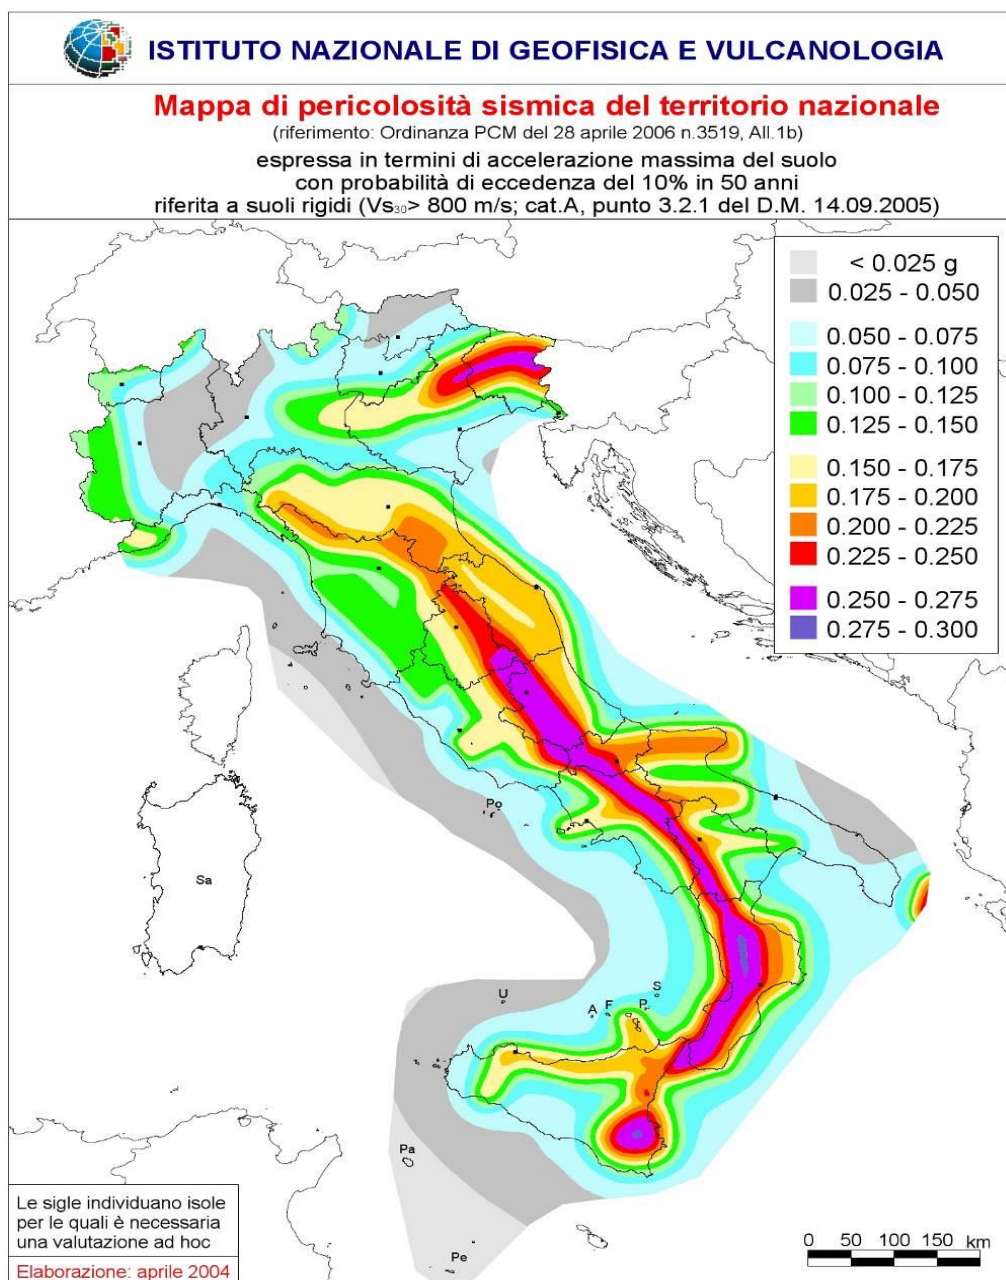 ISTITUTO NAZIONALE DI GEOFISICA E VULCANOLOGIA
Mappa di pericolosità sismica del territorio nazionale
(riferimento: Ordinanza PCM del 28 aprile 2006 n.3519, All.1b)
espressa in termini di accelerazione massima del suolo
con probabilità di eccedenza del 10% in 50 anni
riferita a suoli rigidi (Vs30> 800 m/s; cat.A, punto 3.2.1 del D.M. 14.09.2005)
< 0.025 g
0.025 - 0.050
0.050 - 0.075
0.075 - 0.100
0.100 - 0.125
0.125 - 0.150
0.150 - 0.175
0.175 - 0.200
0.200 - 0.225
0.225 - 0.250
0.250 - 0.275
0.275 - 0.300
Po
Sa
U
A
F
P
S
Pa
Pe
Le sigle individuano isole
per le quali è necessaria
una valutazione ad hoc
Elaborazione: aprile 2004
0 50 100 150 km